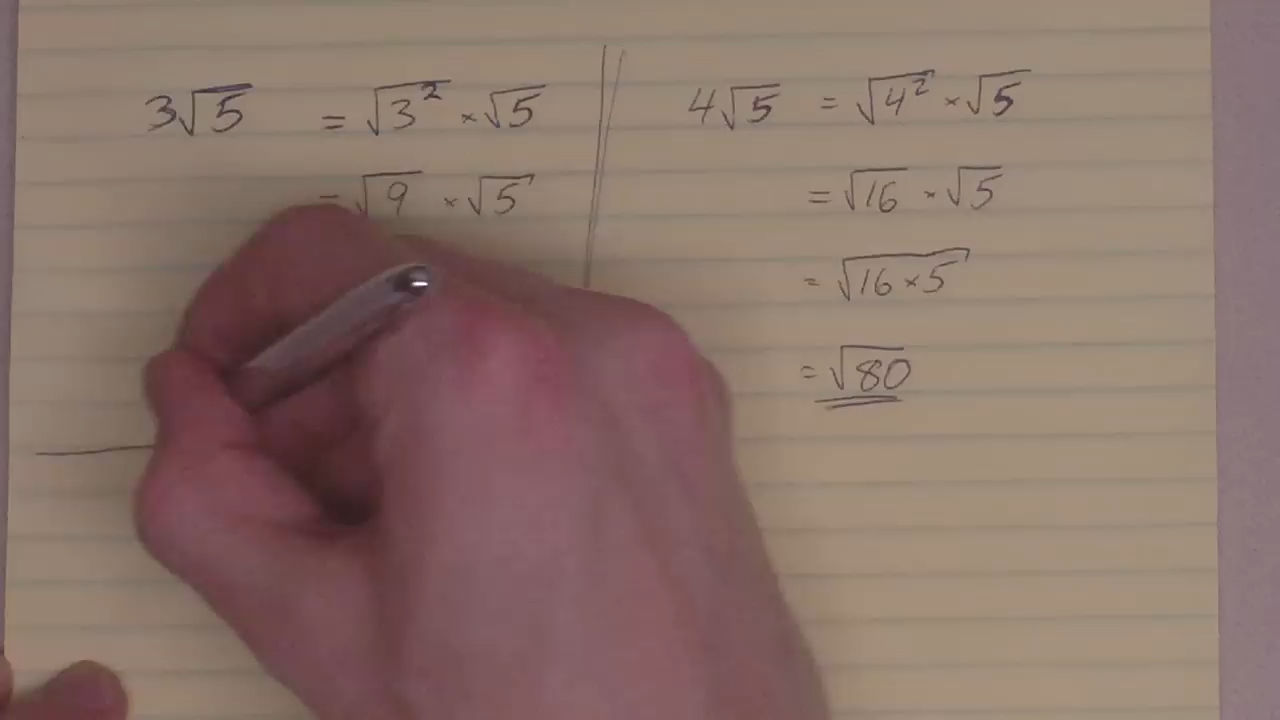 3√5 = √3² × √5
= √9 × √5
4√5 = √4² × √5
= √16 × √5
= √16×5
= √80